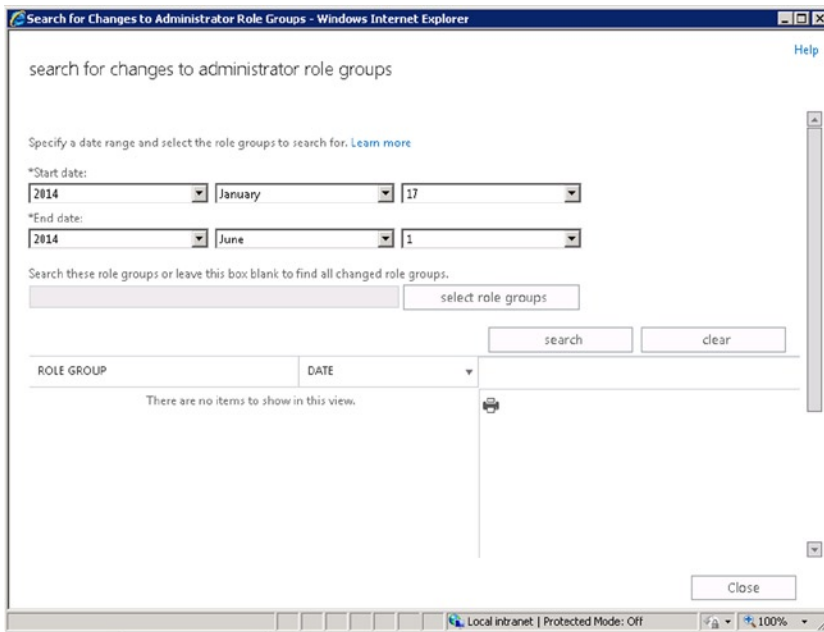 Search for Changes to Administrator Role Groups - Windows Internet Explorer
Help
search for changes to administrator role groups
Specify a date range and select the role groups to search for. Learn more
*Start date:
2014 January 17
*End date:
2014 June 1
Search these role groups or leave this box blank to find all changed role groups.
select role groups
search clear
ROLE GROUP DATE
There are no items to show in this view.
Close
Local intranet | Protected Mode: Off 100%